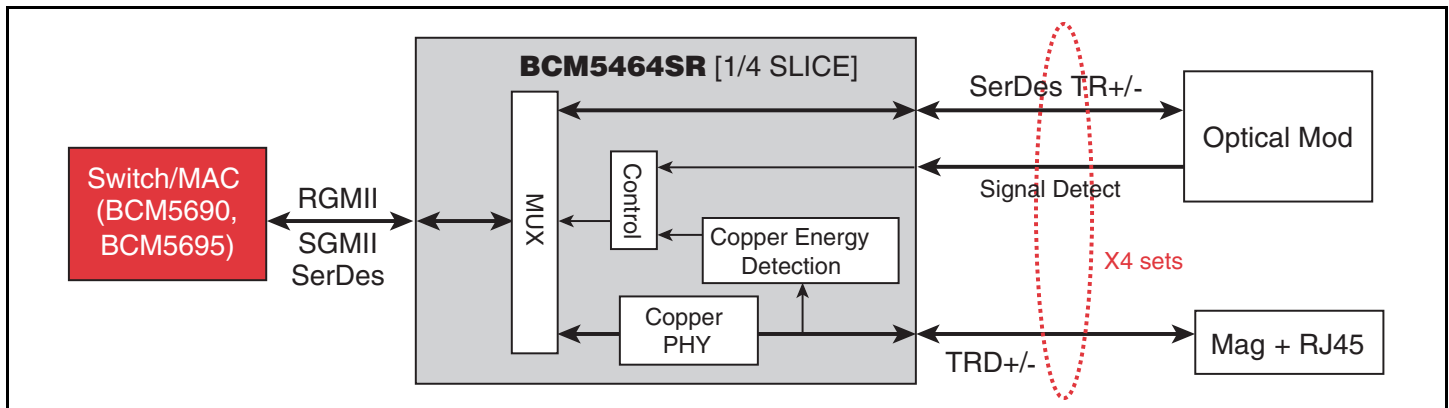 BCM5464SR [1/4 SLICE]
SerDes TR+/-
Optical Mod
Signal Detect
Switch/MAC
(BCM5690,
BCM5695)
RGMII
SGMII
SerDes
MUX
Control
Copper Energy
Detection
X4 sets
Copper
PHY
TRD+/-
Mag + RJ45